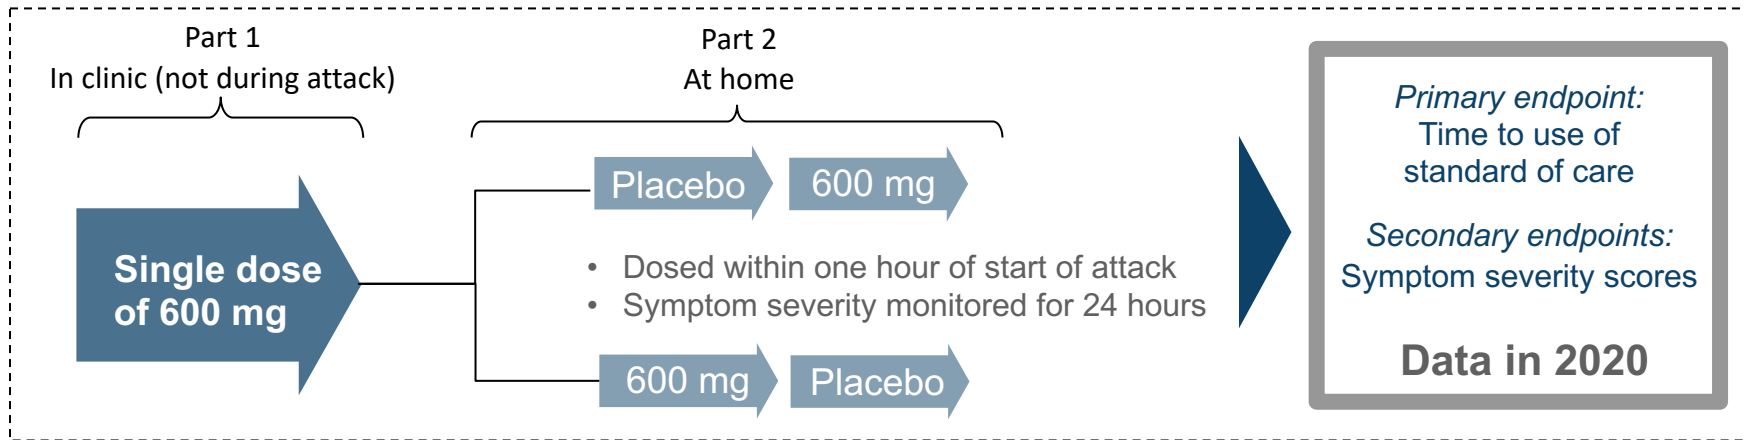 Part 1
In clinic (not during attack)
Part 2
At home
Single dose
of 600 mg
Placebo
600 mg
• Dosed within one hour of start of attack
• Symptom severity monitored for 24 hours
600 mg
Placebo
Primary endpoint:
Time to use of
standard of care
Secondary endpoints:
Symptom severity scores
Data in 2020